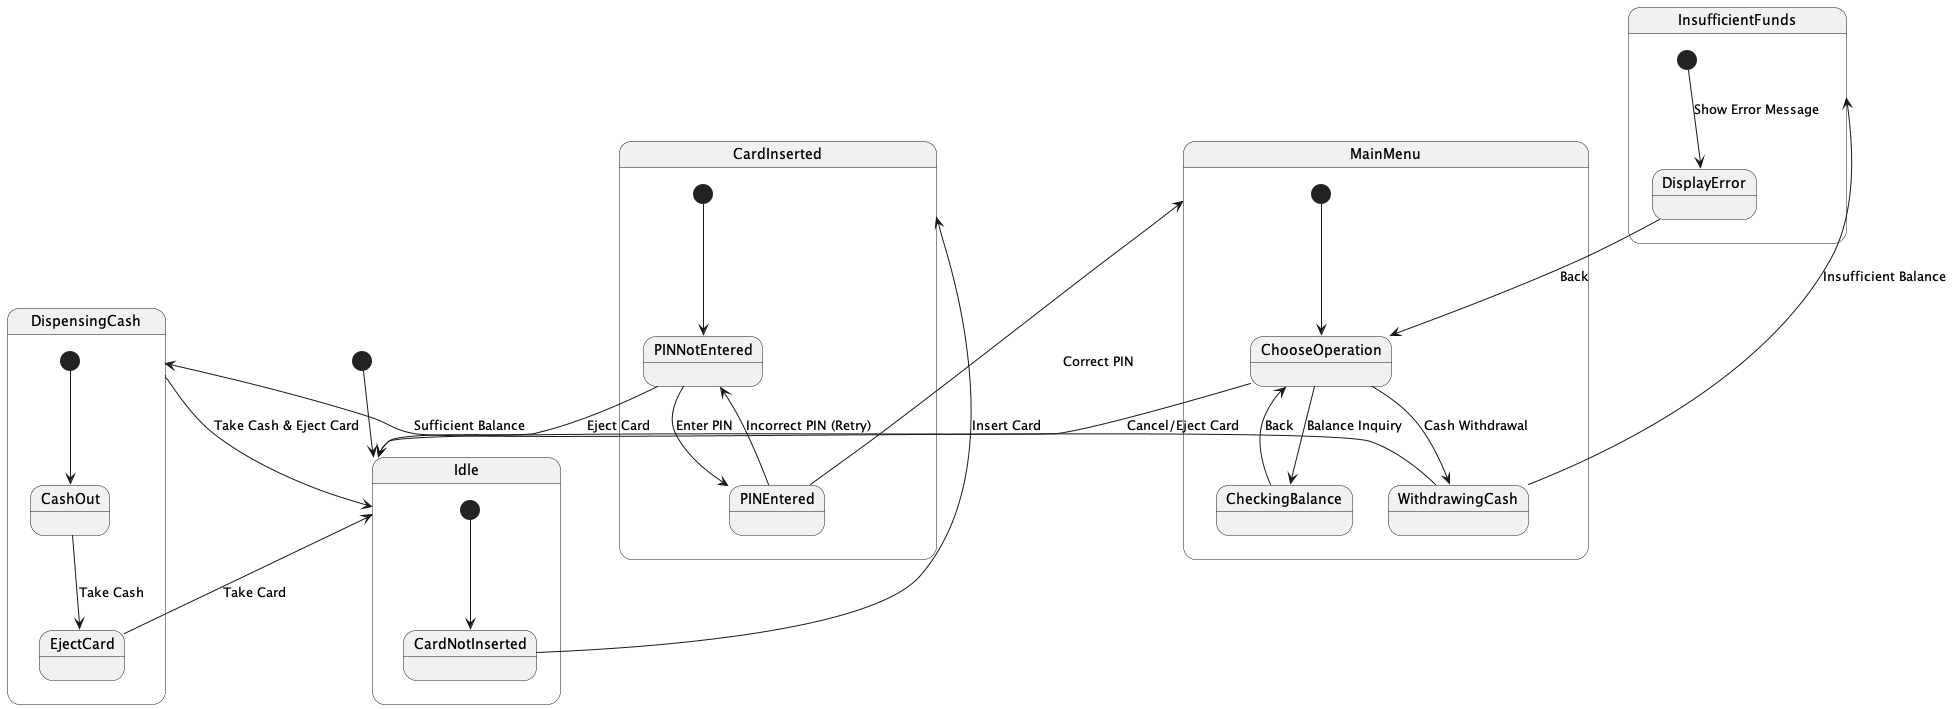 InsufficientFunds
Show Error Message
CardInserted
MainMenu
DisplayError
Back
Insufficient Balance
DispensingCash
PINNotEntered
ChooseOperation
Correct PIN
Take Cash & Eject Card
Sufficient Balance
Eject Card
Enter PIN
Incorrect PIN (Retry)
Insert Card
Cancel/Eject Card
Back
Balance Inquiry
Cash Withdrawal
Idle
CashOut
PINEntered
CheckingBalance
WithdrawingCash
Take Cash
Take Card
EjectCard
CardNotInserted